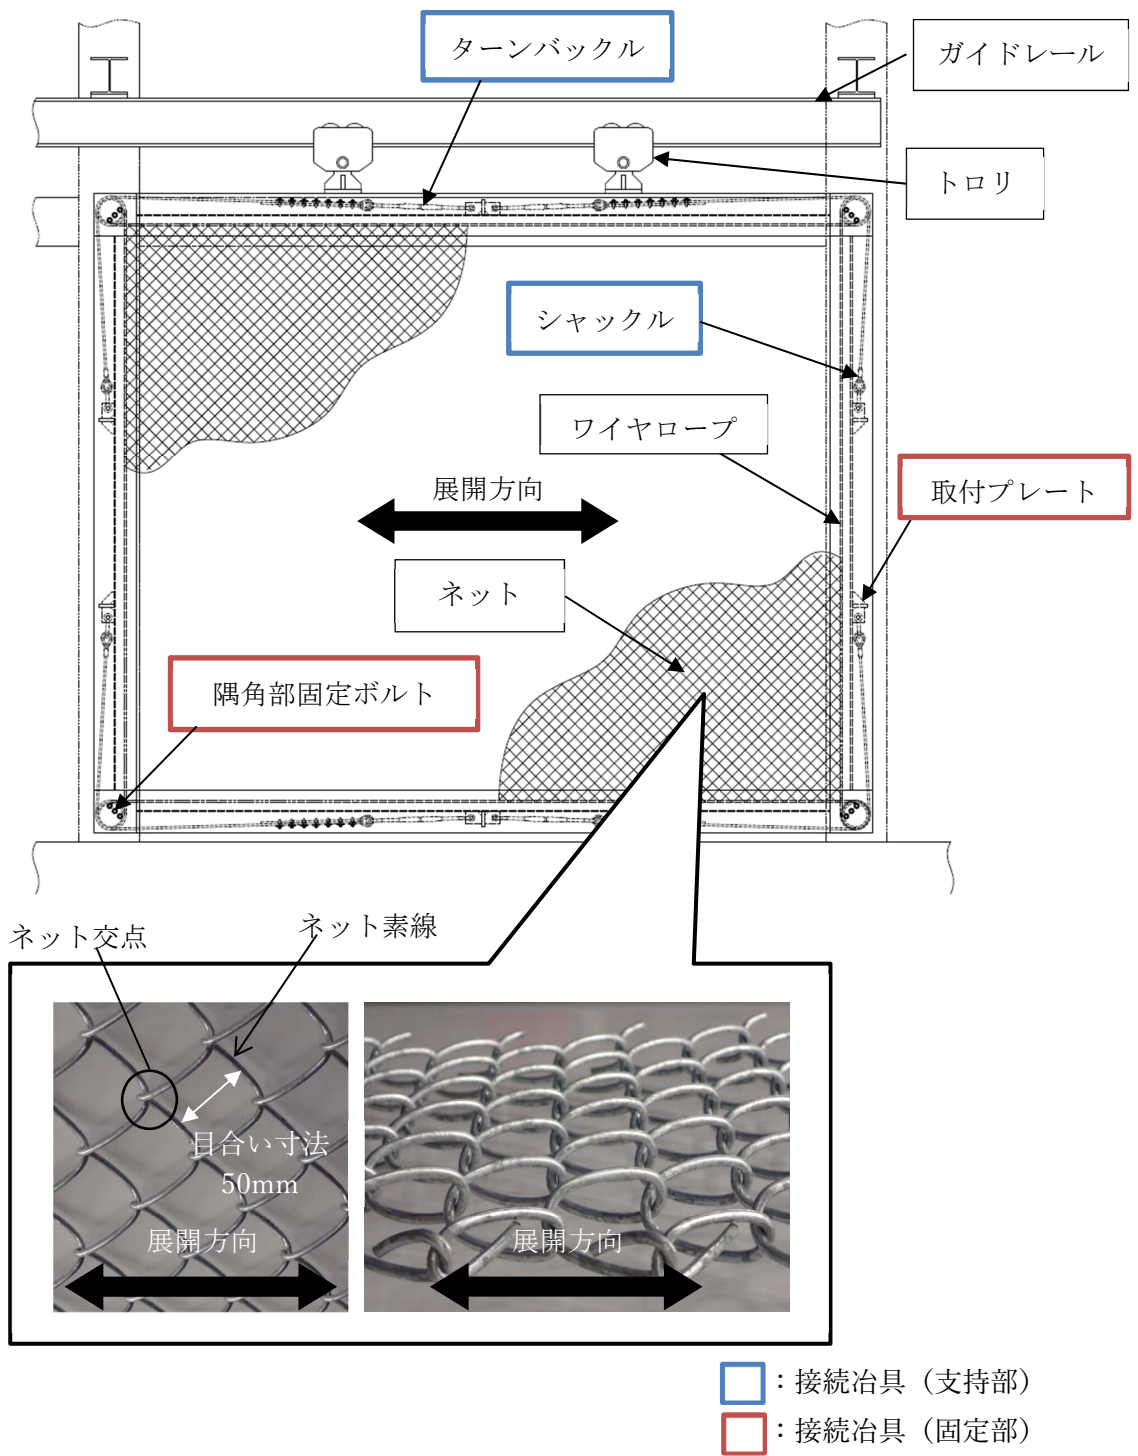 ターンバックル
ガイドレール
トロリ
シャックル
ワイヤロープ
取付プレート
展開方向
ネット
隅角部固定ボルト
ネット交点
ネット素線
目合い寸法
50mm
展開方向
展開方向
：接続冶具（支持部）
：接続冶具（固定部）